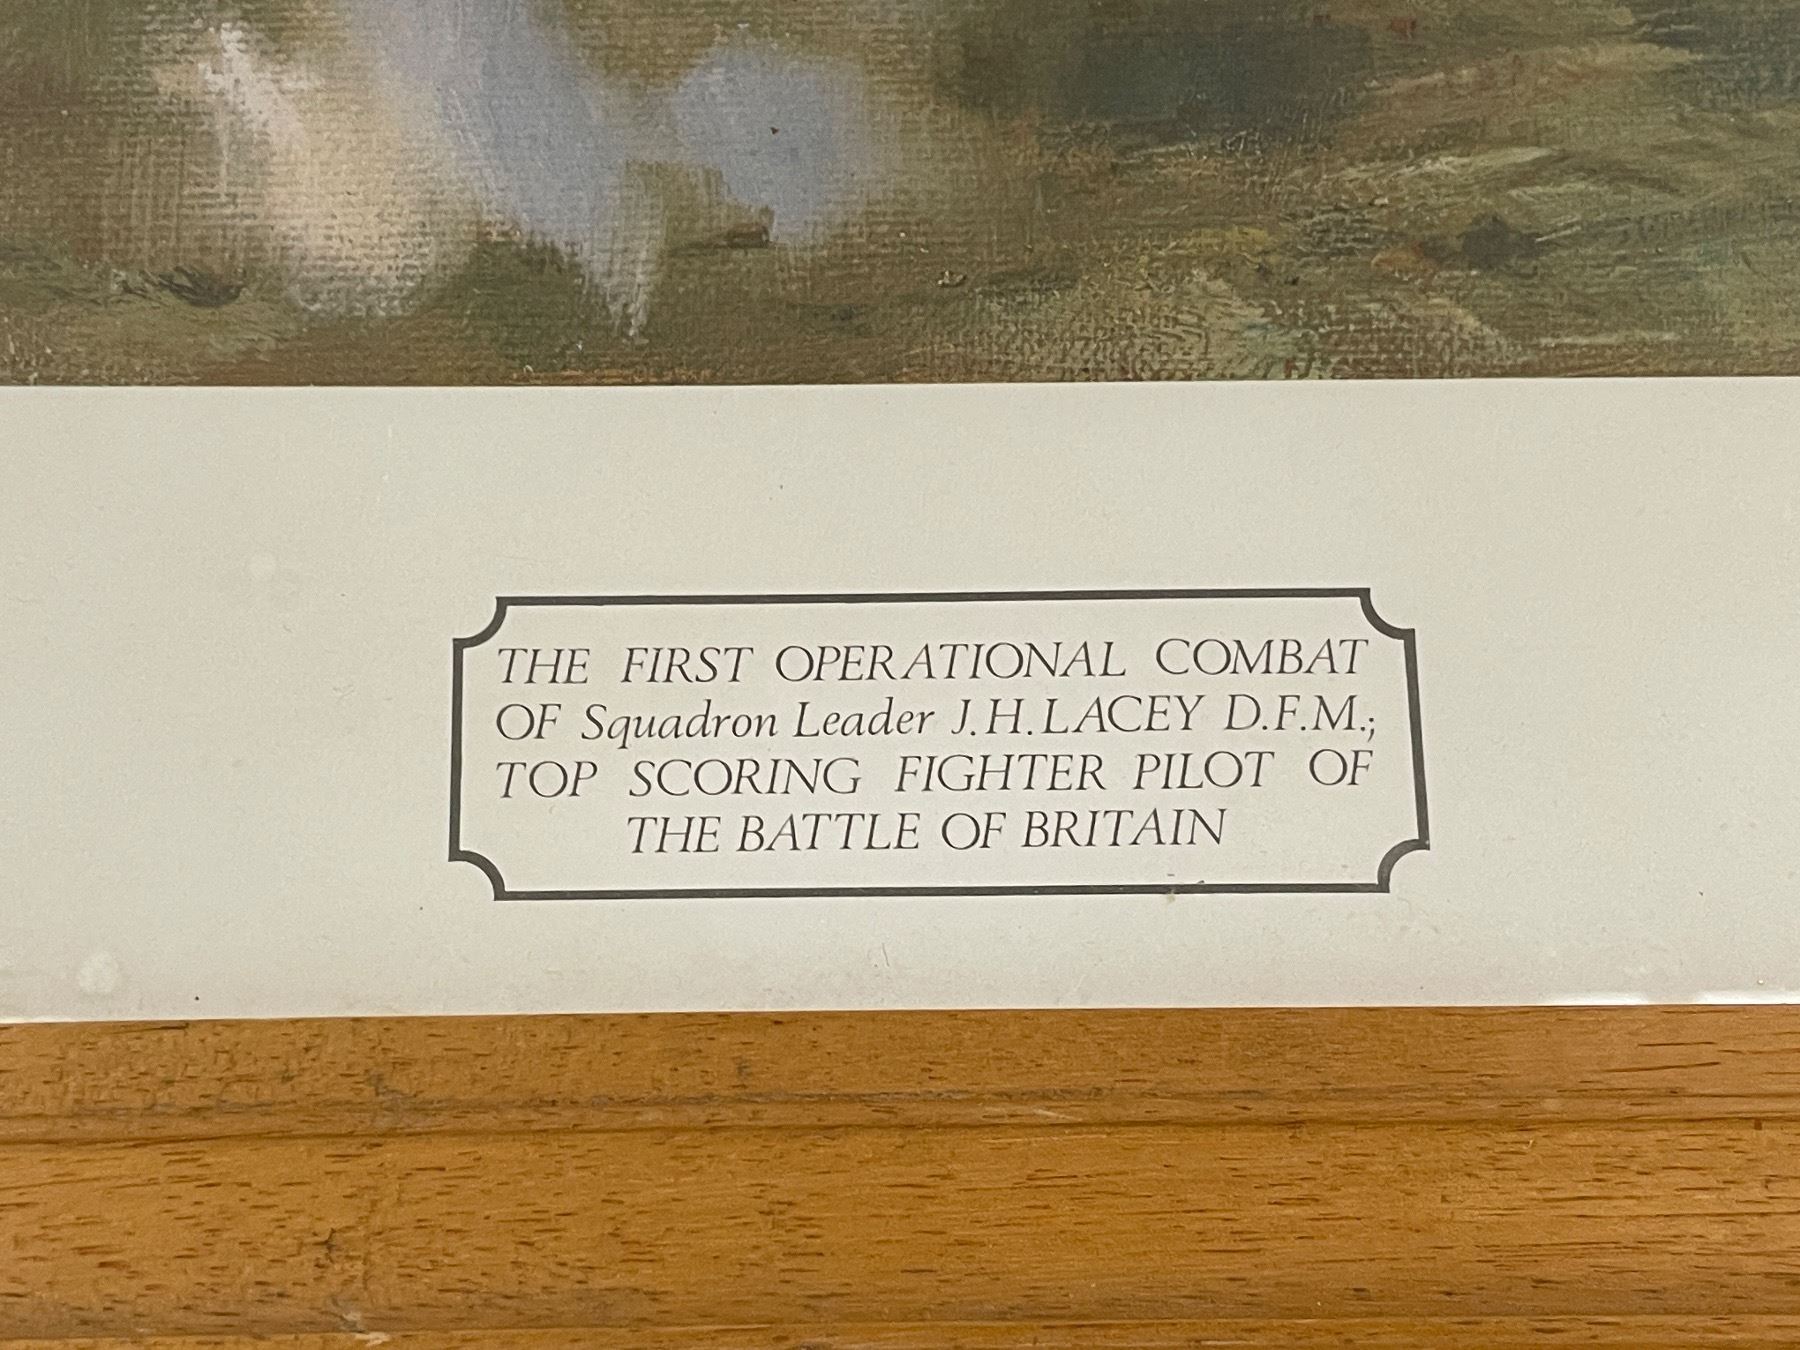 THE FIRST OPERATIONAL COMBAT
OF Squadron Leader J.H. LACEY D.F.M.;
TOP SCORING FIGHTER PILOT OF
THE BATTLE OF BRITAIN